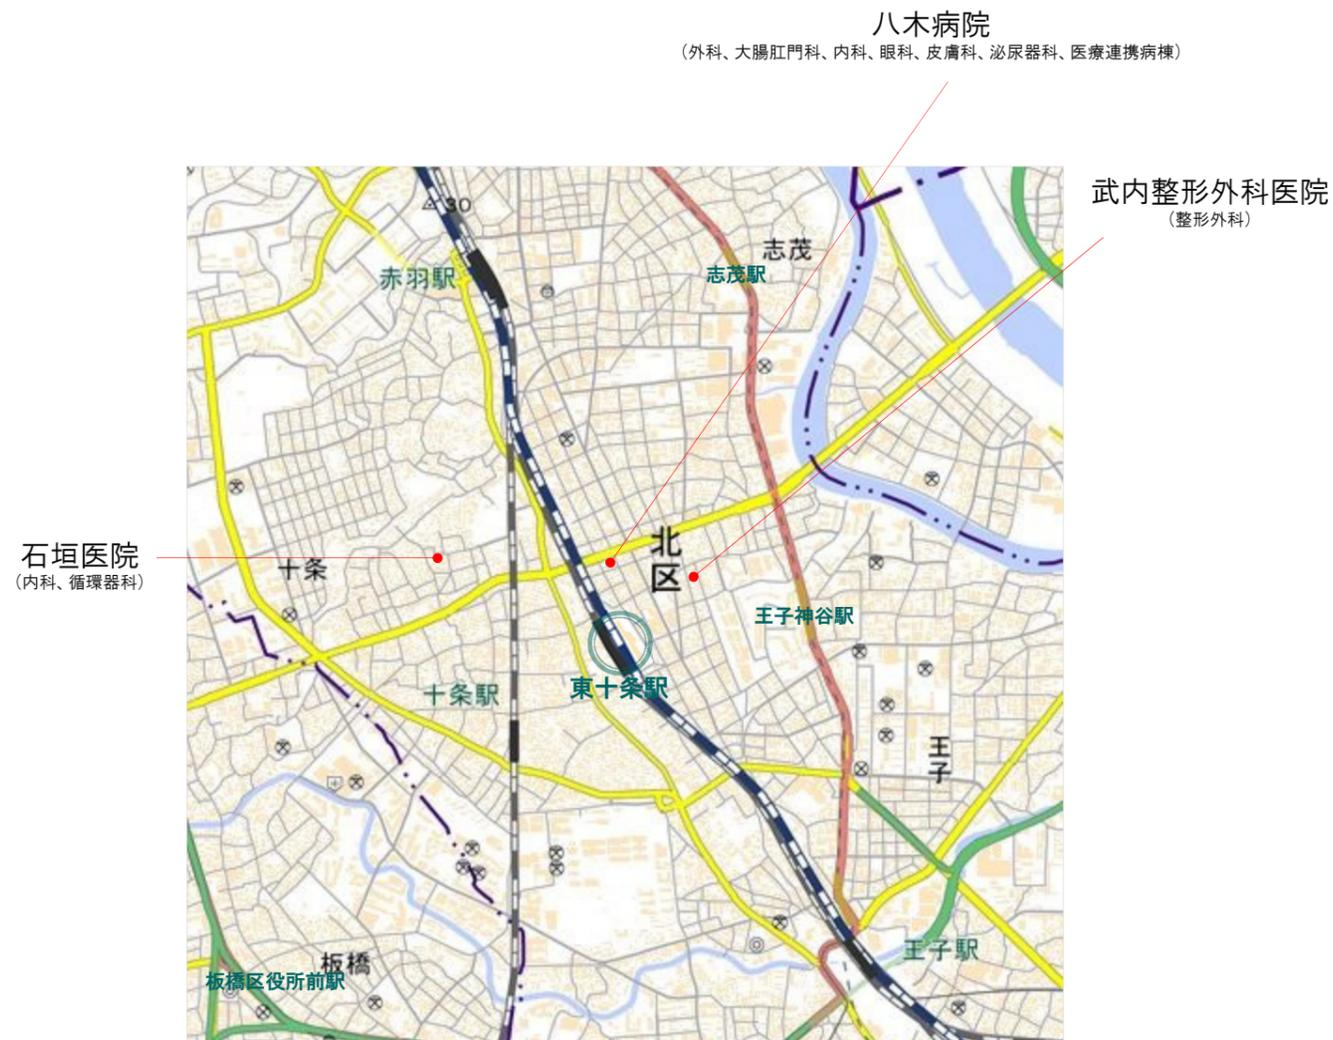 八木病院
（外科、大腸肛門科、内科、眼科、皮膚科、泌尿器科、医療連携病棟）
武内整形外科医院
（整形外科）
30
志茂
赤羽駅
志茂駅
北区
石垣医院
（内科、循環器科）
十条
王子神谷駅
東十条駅
十条駅
王子
王子駅
板橋
板橋区役所前駅